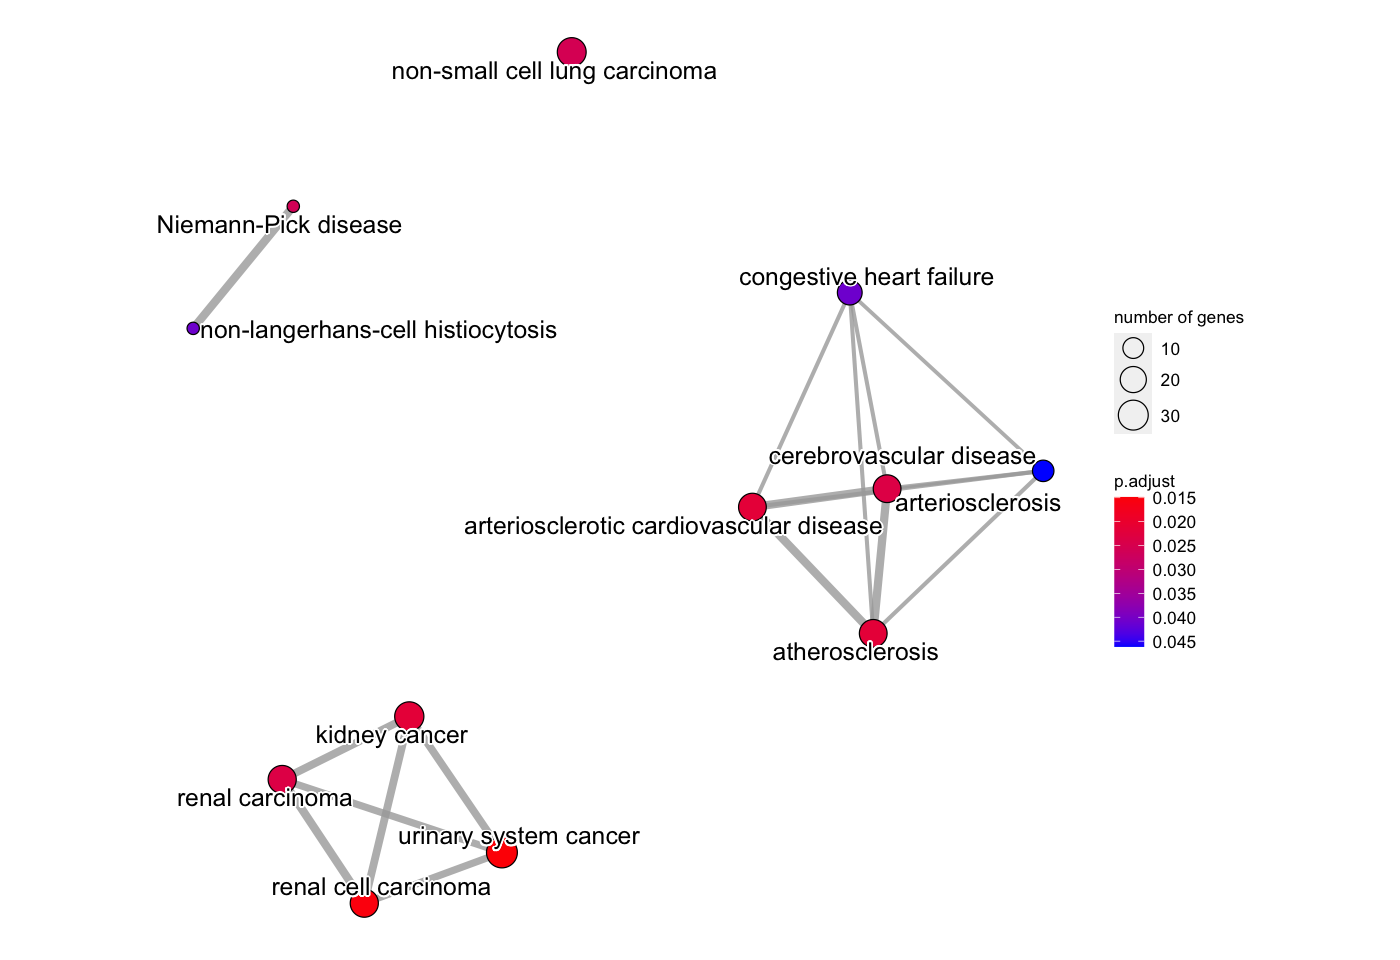 non-small cell lung carcinoma
Niemann-Pick disease
non-langerhans-cell histiocytosis
congestive heart failure
cerebrovascular disease
arteriosclerosis
arteriosclerotic cardiovascular disease
atherosclerosis
kidney cancer
renal carcinoma
urinary system cancer
renal cell carcinoma
number of genes
10
20
30
p.adjust
0.015
0.020
0.025
0.030
0.035
0.040
0.045